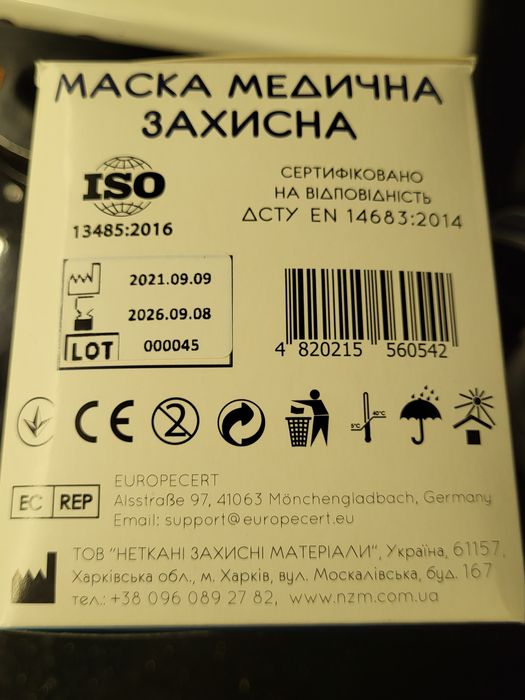 МАСКА МЕДИЧНА
ЗАХИСНА
ISO
13485:2016
СЕРТИФІКОВАНО
НА ВІДПОВІДНІСТЬ
ДСТУ EN 14683:2014
2021.09.09
2026.09.08
LOT 000045
4 820215 560542
CE
2
5°C 40°C
EC REP
EUROPECERT
Alsstraße 97, 41063 Mönchengladbach, Germany
Email: support@europecert.eu
ТОВ "НЕТКАНІ ЗАХИСНІ МАТЕРІАЛИ", Україна, 61157,
Харківська обл., м. Харків, вул. Москалівська, буд. 167
тел.: +38 096 089 27 82, www.nzm.com.ua